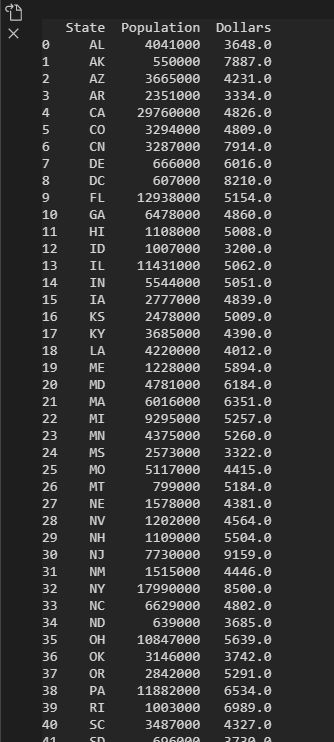 State Population Dollars
0 AL 4041000 3648.0
1 AK 550000 7887.0
2 AZ 3665000 4231.0
3 AR 2351000 3334.0
4 CA 29760000 4826.0
5 CO 3294000 4809.0
6 CN 3287000 7914.0
7 DE 666000 6016.0
8 DC 607000 8210.0
9 FL 12938000 5154.0
10 GA 6478000 4860.0
11 HI 1108000 5008.0
12 ID 1007000 3200.0
13 IL 11431000 5062.0
14 IN 5544000 5051.0
15 IA 2777000 4839.0
16 KS 2478000 5009.0
17 KY 3685000 4390.0
18 LA 4220000 4012.0
19 ME 1228000 5894.0
20 MD 4781000 6184.0
21 MA 6016000 6351.0
22 MI 9295000 5257.0
23 MN 4375000 5260.0
24 MS 2573000 3322.0
25 MO 5117000 4415.0
26 MT 799000 5184.0
27 NE 1578000 4381.0
28 NV 1202000 4564.0
29 NH 1109000 5504.0
30 NJ 7730000 9159.0
31 NM 1515000 4446.0
32 NY 17990000 8500.0
33 NC 6629000 4802.0
34 ND 639000 3685.0
35 OH 10847000 5639.0
36 OK 3146000 3742.0
37 OR 2842000 5291.0
38 PA 11882000 6534.0
39 RI 1003000 6989.0
40 SC 3487000 4327.0
41 SD 696000 3730.0